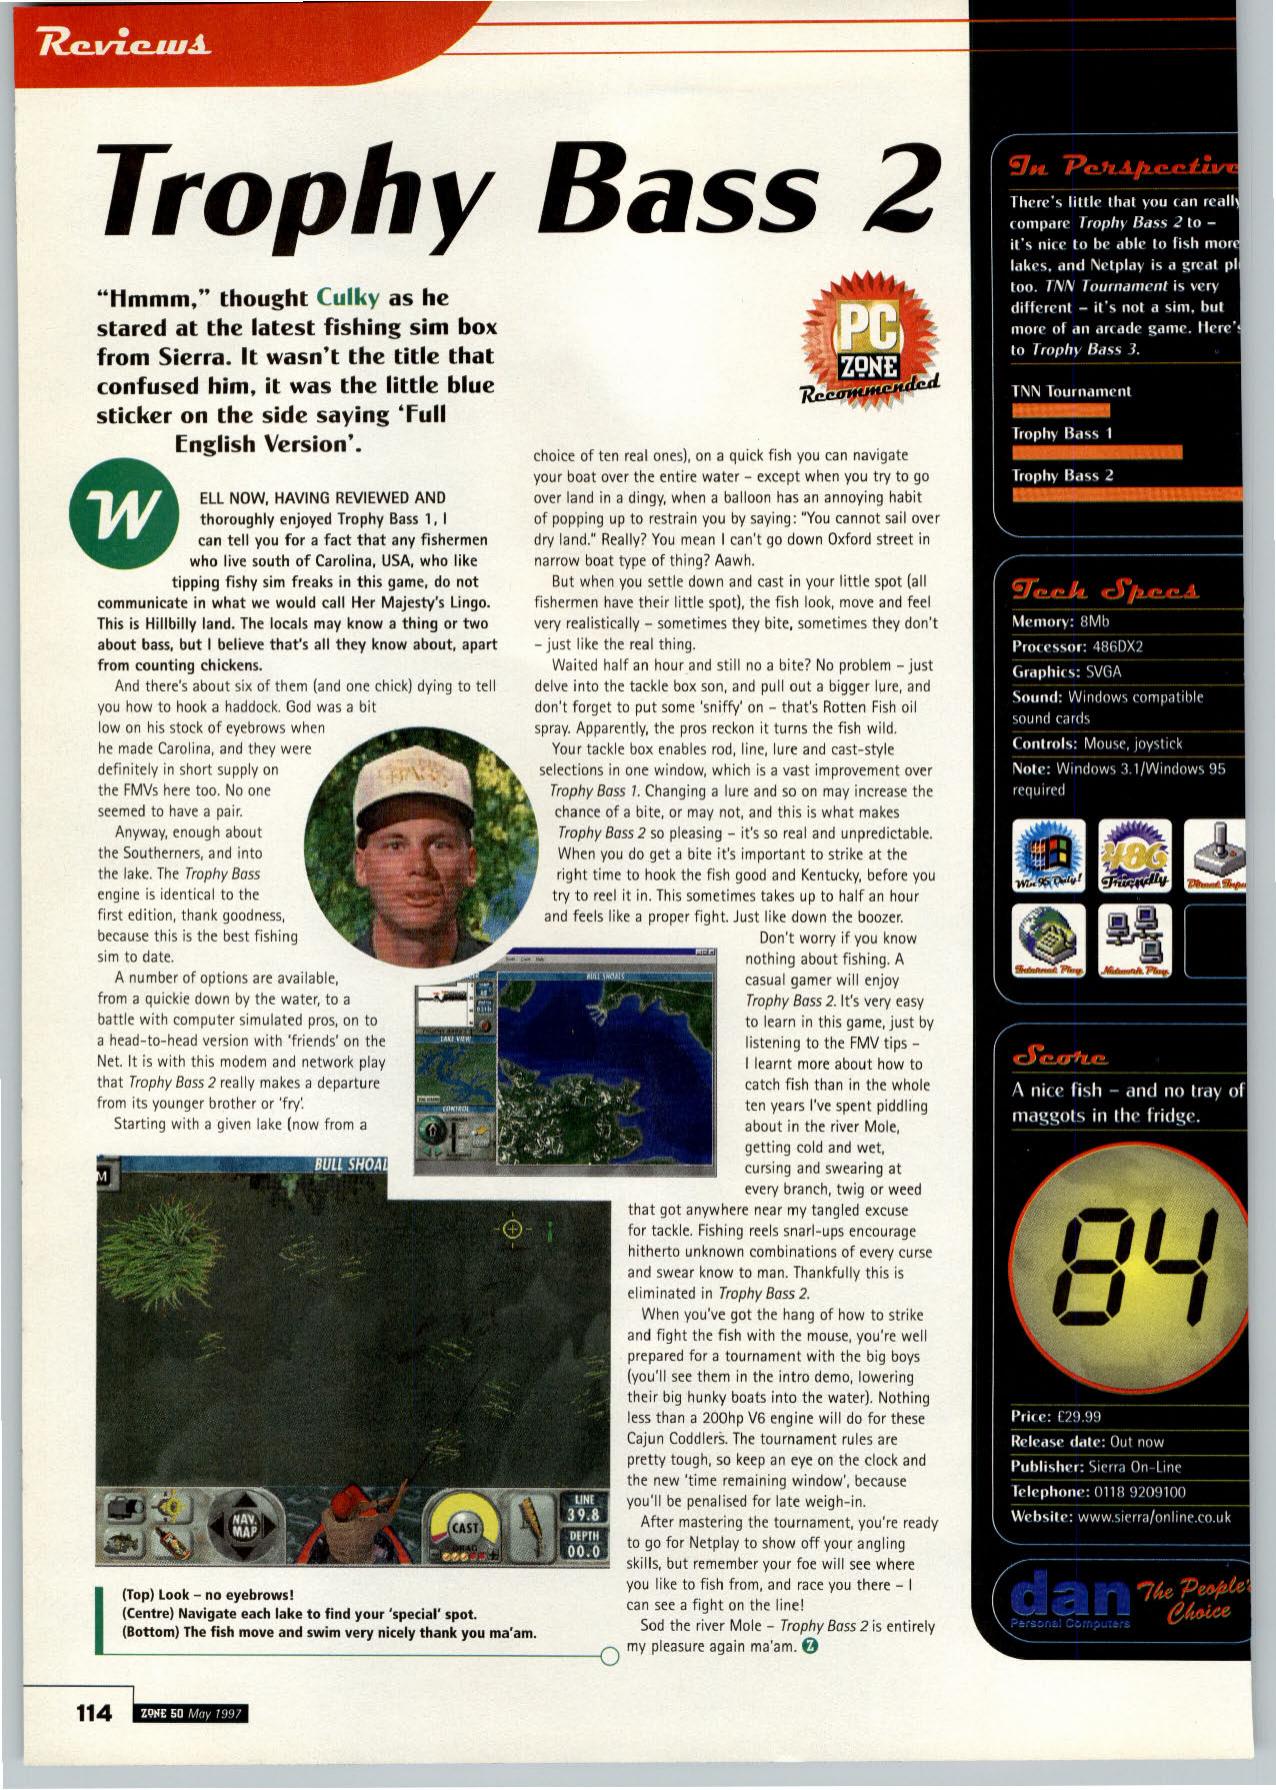 Reviews
Trophy Bass 2
"Hmmm," thought Culky as he
stared at the latest fishing sim box
from Sierra. It wasn't the title that
confused him, it was the little blue
sticker on the side saying 'Full
English Version'.
PC
ZONE
Recommended
W
ELL NOW, HAVING REVIEWED AND
thoroughly enjoyed Trophy Bass 1, I
can tell you for a fact that any fishermen
who live south of Carolina, USA, who like
tipping fishy sim freaks in this game, do not
communicate in what we would call Her Majesty's Lingo.
This is Hillbilly land. The locals may know a thing or two
about bass, but I believe that's all they know about, apart
from counting chickens.
And there's about six of them (and one chick) dying to tell
you how to hook a haddock. God was a bit
low on his stock of eyebrows when
he made Carolina, and they were
definitely in short supply on
the FMVs here too. No one
seemed to have a pair.
Anyway, enough about
the Southerners, and into
the lake. The Trophy Bass
engine is identical to the
first edition, thank goodness,
because this is the best fishing
sim to date.
A number of options are available,
from a quickie down by the water, to a
battle with computer simulated pros, on to
a head-to-head version with 'friends' on the
Net. It is with this modem and network play
that Trophy Bass 2 really makes a departure
from its younger brother or 'fry'.
Starting with a given lake (now from a
choice of ten real ones), on a quick fish you can navigate
your boat over the entire water – except when you try to go
over land in a dingy, when a balloon has an annoying habit
of popping up to restrain you by saying: "You cannot sail over
dry land." Really? You mean I can't go down Oxford street in
narrow boat type of thing? Aawh.
But when you settle down and cast in your little spot (all
fishermen have their little spot), the fish look, move and feel
very realistically – sometimes they bite, sometimes they don't
– just like the real thing.
Waited half an hour and still no a bite? No problem – just
delve into the tackle box son, and pull out a bigger lure, and
don't forget to put some 'sniffy' on – that's Rotten Fish oil
spray. Apparently, the pros reckon it turns the fish wild.
Your tackle box enables rod, line, lure and cast-style
selections in one window, which is a vast improvement over
Trophy Bass 1. Changing a lure and so on may increase the
chance of a bite, or may not, and this is what makes
Trophy Bass 2 so pleasing – it's so real and unpredictable.
When you do get a bite it's important to strike at the
right time to hook the fish good and Kentucky, before you
try to reel it in. This sometimes takes up to half an hour
and feels like a proper fight. Just like down the boozer.
Don't worry if you know
nothing about fishing. A
casual gamer will enjoy
Trophy Bass 2. It's very easy
to learn in this game, just by
listening to the FMV tips –
I learnt more about how to
catch fish than in the whole
ten years I've spent piddling
about in the river Mole,
getting cold and wet,
cursing and swearing at
every branch, twig or weed
that got anywhere near my tangled excuse
for tackle. Fishing reels snarl-ups encourage
hitherto unknown combinations of every curse
and swear know to man. Thankfully this is
eliminated in Trophy Bass 2.
When you've got the hang of how to strike
and fight the fish with the mouse, you're well
prepared for a tournament with the big boys
(you'll see them in the intro demo, lowering
their big hunky boats into the water). Nothing
less than a 200hp V6 engine will do for these
Cajun Coddlers. The tournament rules are
pretty tough, so keep an eye on the clock and
the new 'time remaining window', because
you'll be penalised for late weigh-in.
After mastering the tournament, you're ready
to go for Netplay to show off your angling
skills, but remember your foe will see where
you like to fish from, and race you there – I
can see a fight on the line!
Sod the river Mole – Trophy Bass 2 is entirely
my pleasure again ma'am. Z
BULL SHOALS
LAKE VIEW
CONTROL
BULL SHOAL
M
NAV.
MAP
CAST
DRAG
LINE
39.8
DEPTH
00.0
(Top) Look – no eyebrows!
(Centre) Navigate each lake to find your 'special' spot.
(Bottom) The fish move and swim very nicely thank you ma'am.
114
ZONE 50 May 1997
In Perspective
There's little that you can really
compare Trophy Bass 2 to –
it's nice to be able to fish more
lakes, and Netplay is a great pl
too. TNN Tournament is very
different – it's not a sim, but
more of an arcade game. Here's
to Trophy Bass 3.
TNN Tournament
Trophy Bass 1
Trophy Bass 2
Tech Specs
Memory: 8Mb
Processor: 486DX2
Graphics: SVGA
Sound: Windows compatible
sound cards
Controls: Mouse, joystick
Note: Windows 3.1/Windows 95
required
Win 95 Only!
486
Friendly
Direct Inpu
Internet Play
Network Play
Score
A nice fish – and no tray of
maggots in the fridge.
84
Price: £29.99
Release date: Out now
Publisher: Sierra On-Line
Telephone: 0118 9209100
Website: www.sierra/online.co.uk
dan
Personal Computers
The People's
Choice